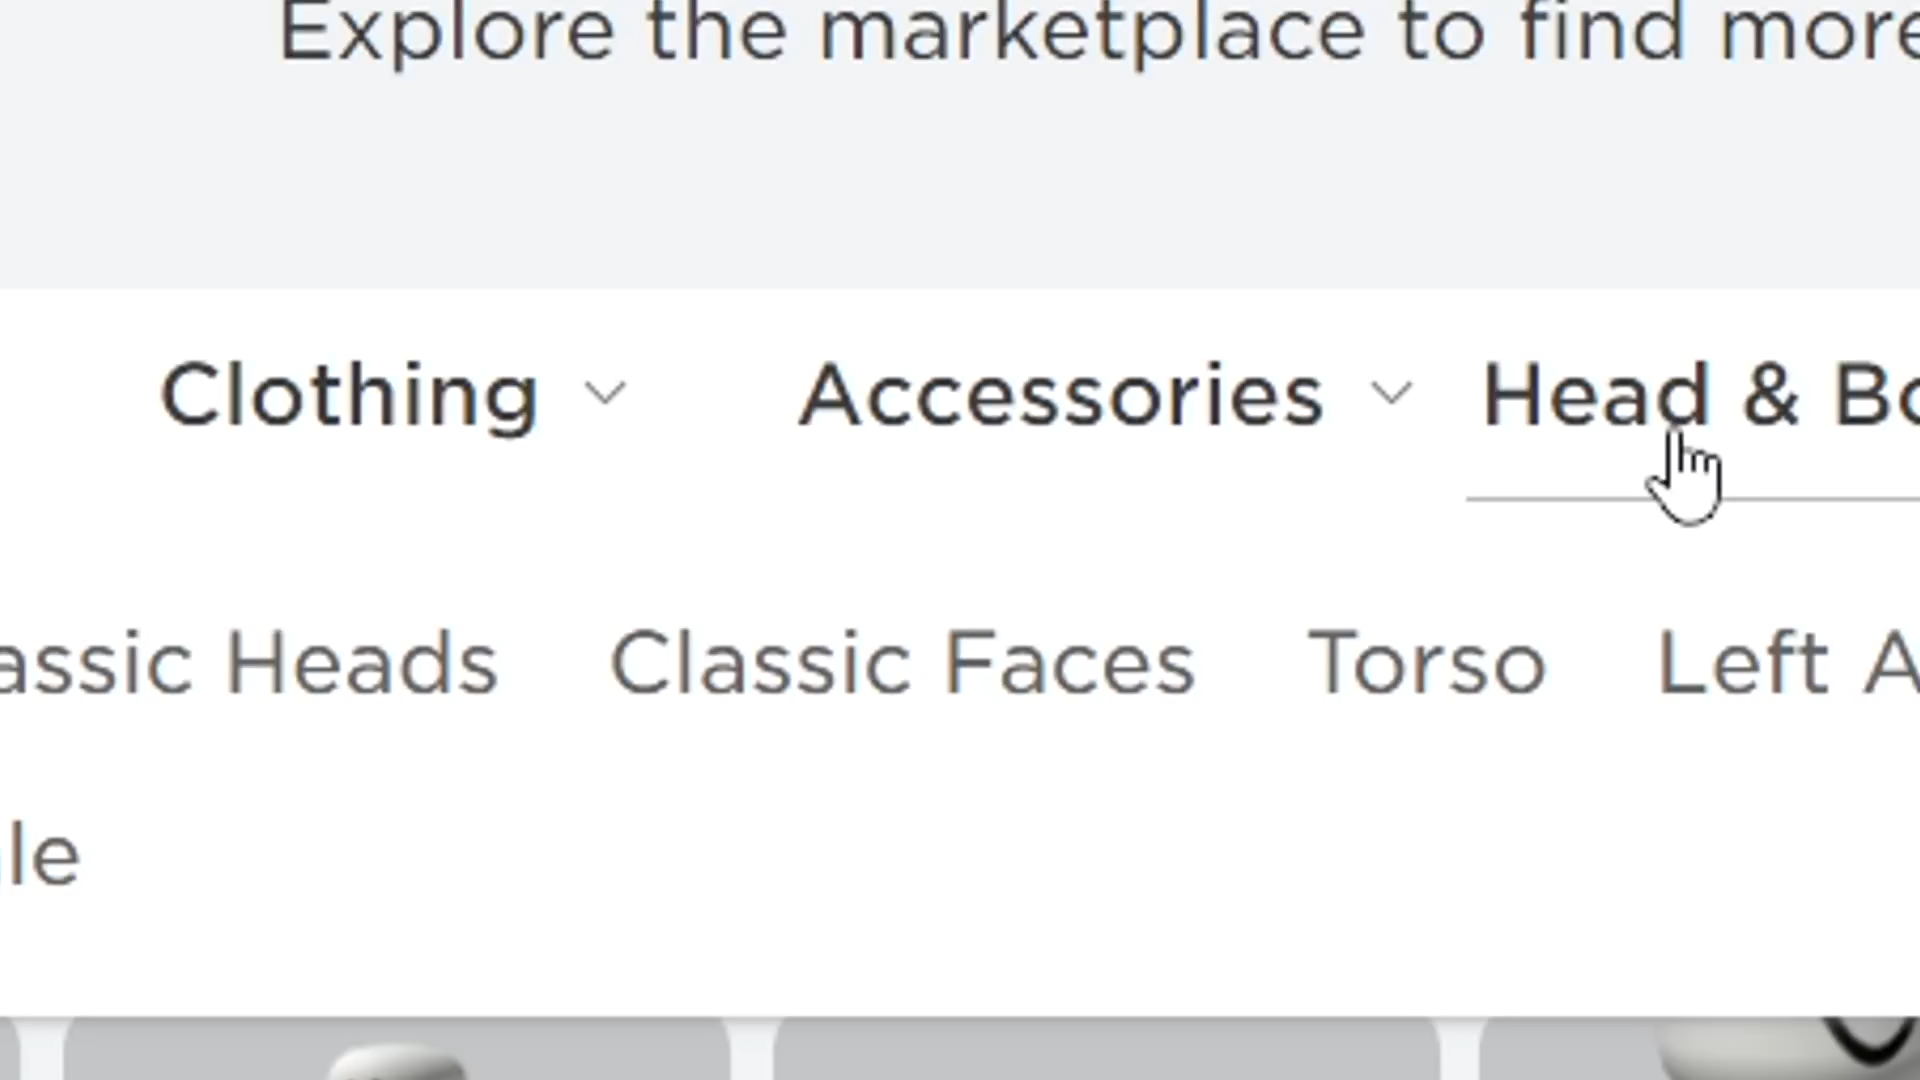 Explore the marketplace to find more
Clothing Accessories Head & Bo
assic Heads Classic Faces Torso Left A
le